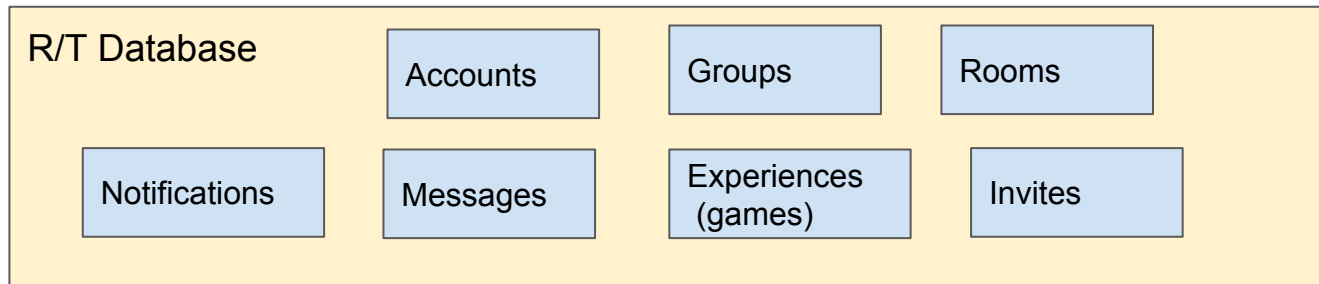 R/T Database
Accounts
Groups
Rooms
Notifications
Messages
Experiences
(games)
Invites